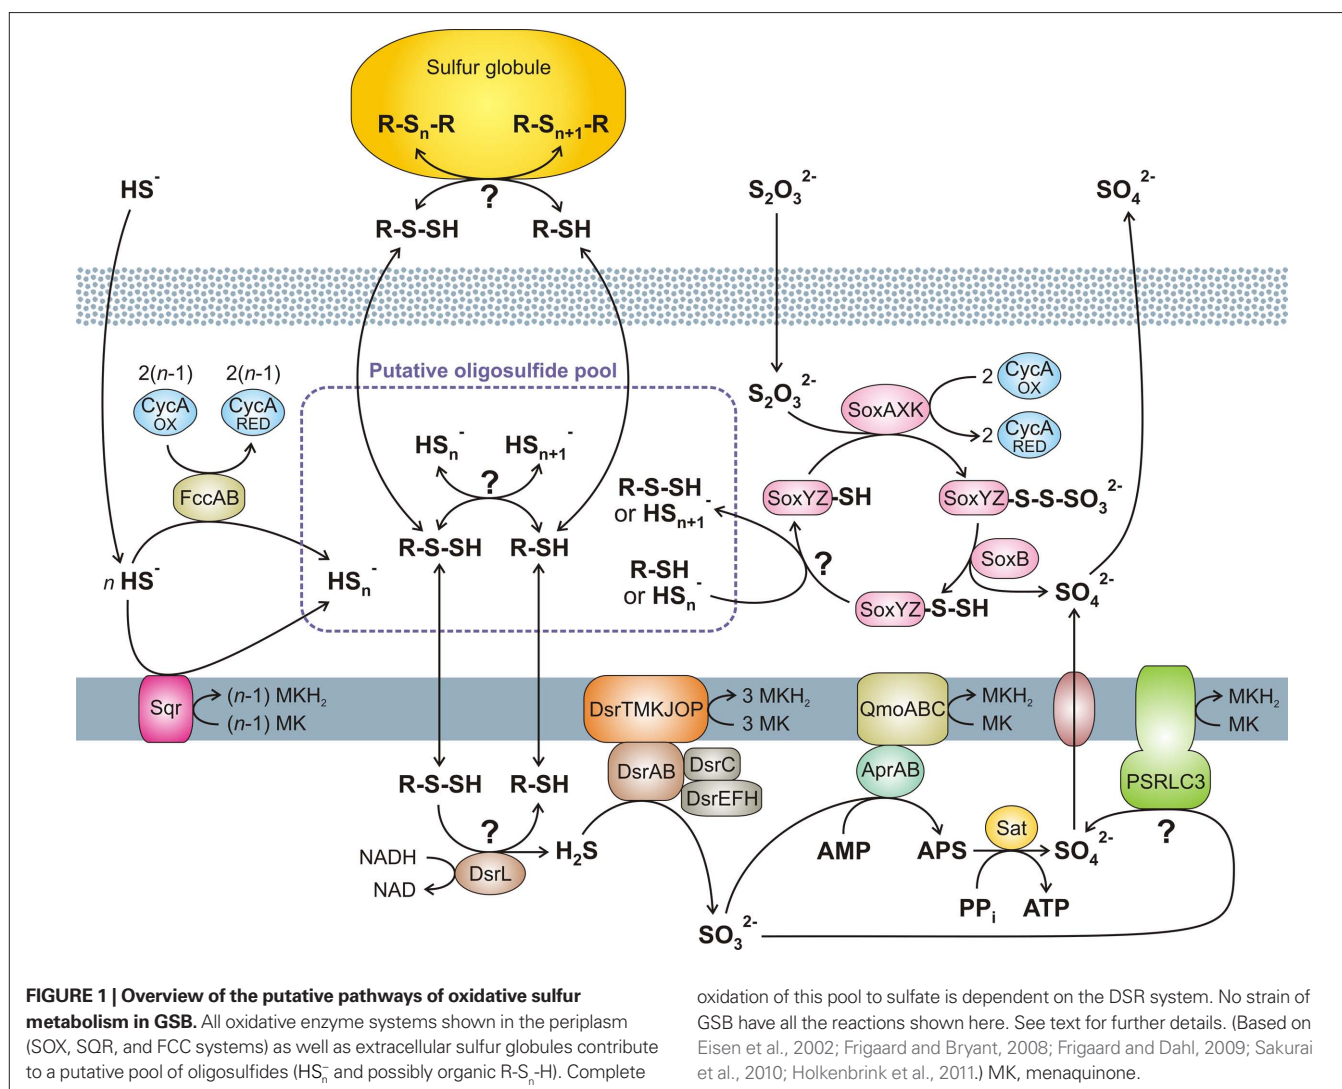 Sulfur globule
R-Sn-R
R-Sn+1-R
HS-
?
S2O3 2-
SO4 2-
R-S-SH
R-SH
Putative oligosulfide pool
2(n-1)
2(n-1)
CycA OX
CycA RED
FccAB
HSn-
HSn+1-
?
R-S-SH
R-SH
n HS-
HSn-
R-S-SH
or HSn+1-
R-SH
or HSn-
S2O3 2-
SoxAXK
2 CycA OX
2 CycA RED
SoxYZ-SH
SoxYZ-S-S-SO3 2-
?
SoxB
SoxYZ-S-SH
SO4 2-
Sqr
(n-1) MKH2
(n-1) MK
DsrTMKJOP
3 MKH2
3 MK
QmoABC
MKH2
MK
MKH2
MK
DsrAB
DsrC
DsrEFH
AprAB
PSRLC3
R-S-SH
R-SH
?
NADH
NAD
DsrL
H2S
AMP
APS
Sat
SO4 2-
?
PPi
ATP
SO3 2-
FIGURE 1 | Overview of the putative pathways of oxidative sulfur
metabolism in GSB. All oxidative enzyme systems shown in the periplasm
(SOX, SQR, and FCC systems) as well as extracellular sulfur globules contribute
to a putative pool of oligosulfides (HSn- and possibly organic R-Sn-H). Complete
oxidation of this pool to sulfate is dependent on the DSR system. No strain of
GSB have all the reactions shown here. See text for further details. (Based on
Eisen et al., 2002; Frigaard and Bryant, 2008; Frigaard and Dahl, 2009; Sakurai
et al., 2010; Holkenbrink et al., 2011.) MK, menaquinone.